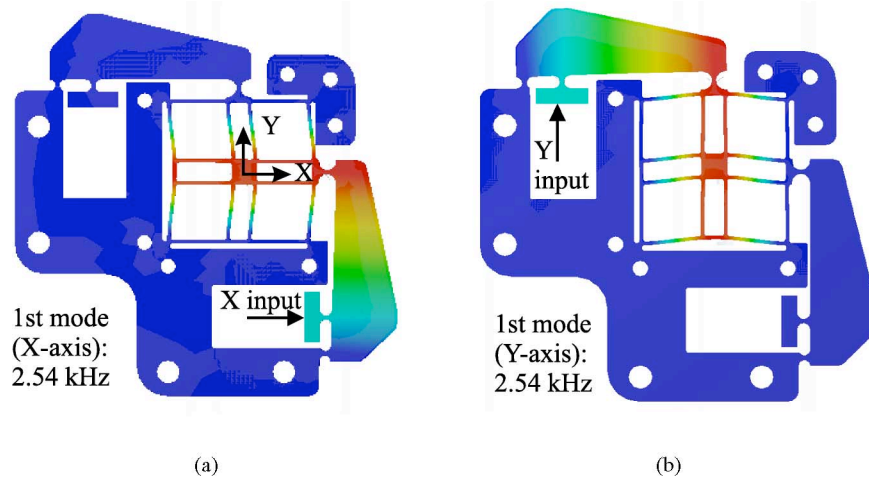 Y
X
X input
1st mode
(X-axis):
2.54 kHz
(a)
Y
input
1st mode
(Y-axis):
2.54 kHz
(b)